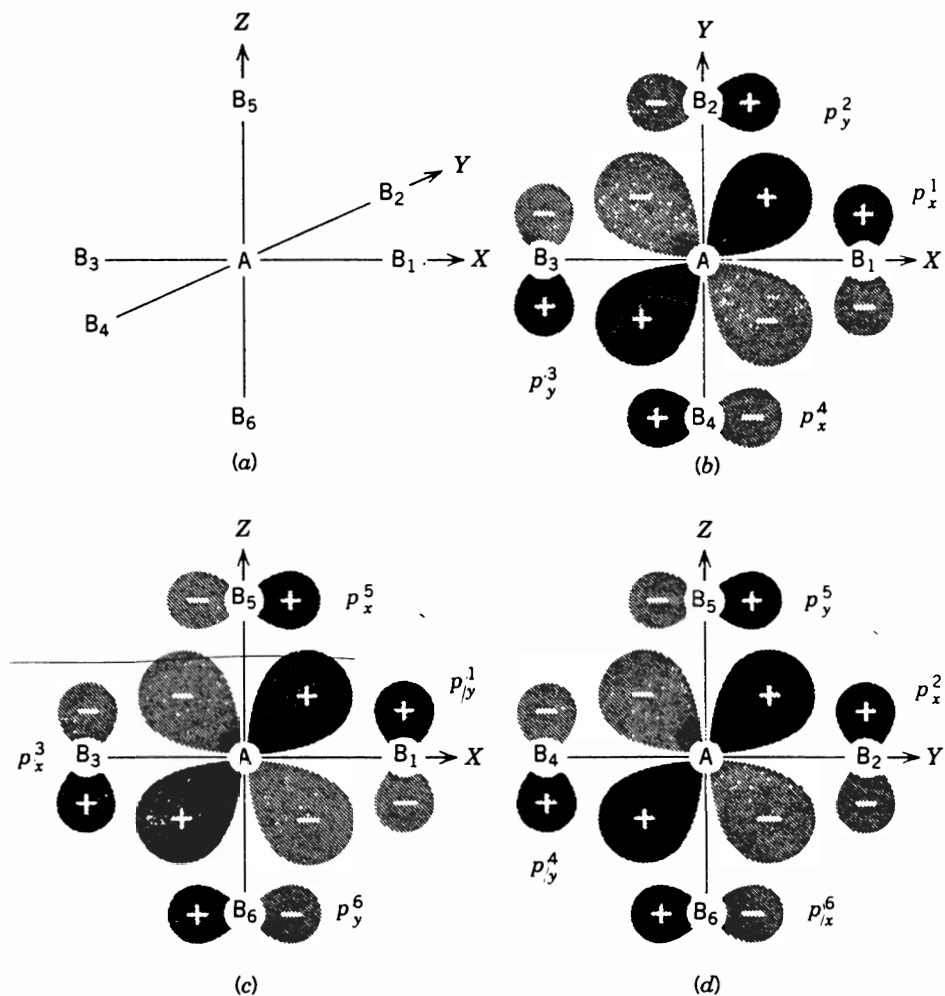 Z
B₅
Y
B₂
B₃ A B₁ X
B₄
B₆
(a)
Y
− B₂ + p_y^2
− + p_x^1
− +
B₃ A B₁ X
+ −
+ −
p_y^3
+ B₄ − p_x^4
(b)
Z
− B₅ + p_x^5
− + p_y^1
− +
p_x^3 B₃ A B₁ X
+ −
+ −
+ B₆ − p_y^6
(c)
Z
− B₅ + p_y^5
− + p_x^2
− +
B₄ A B₂ Y
+ −
+ −
p_y^4
+ B₆ − p_x^6
(d)